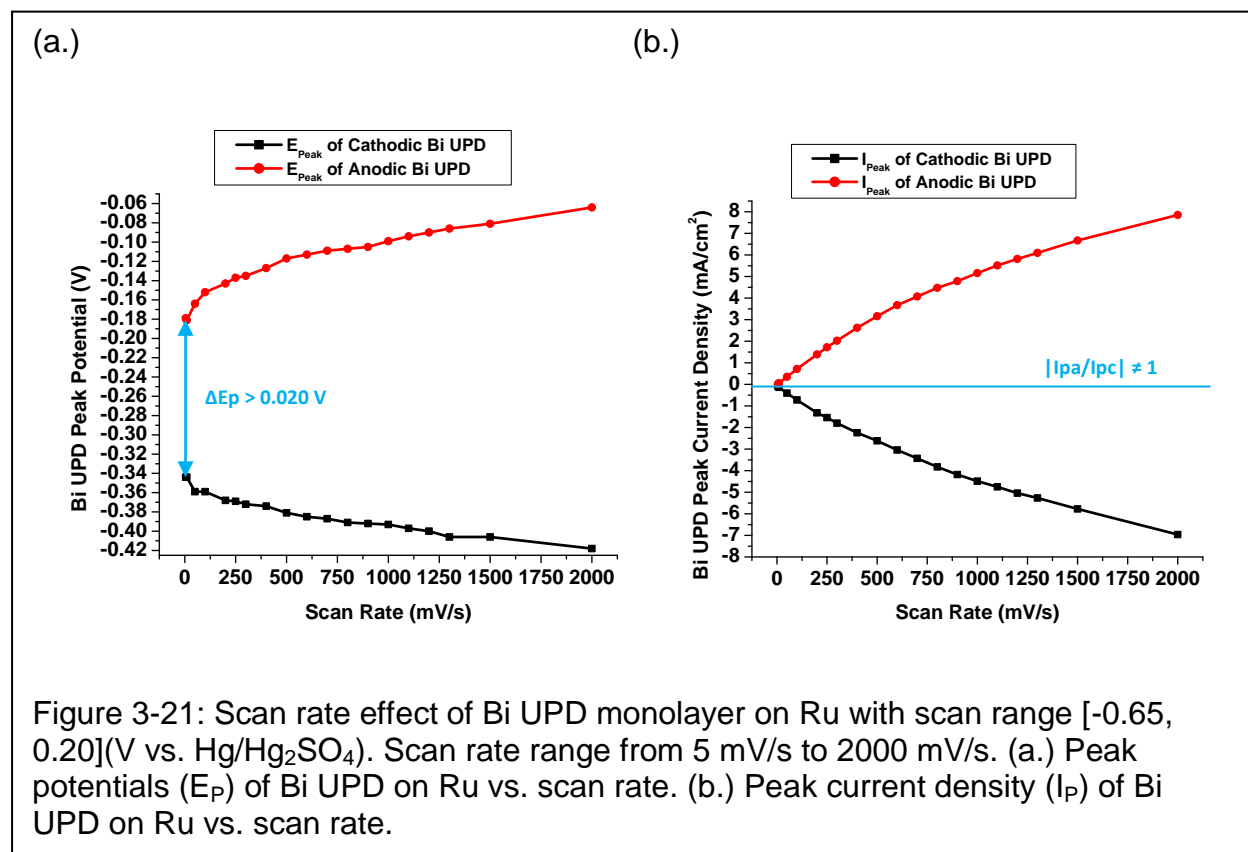 (a.)
(b.)
E_Peak of Cathodic Bi UPD
E_Peak of Anodic Bi UPD
Bi UPD Peak Potential (V)
-0.06
-0.08
-0.10
-0.12
-0.14
-0.16
-0.18
-0.20
-0.22
-0.24
-0.26
-0.28
-0.30
-0.32
-0.34
-0.36
-0.38
-0.40
-0.42
ΔEp > 0.020 V
0 250 500 750 1000 1250 1500 1750 2000
Scan Rate (mV/s)
I_Peak of Cathodic Bi UPD
I_Peak of Anodic Bi UPD
Bi UPD Peak Current Density (mA/cm²)
8
7
6
5
4
3
2
1
0
-1
-2
-3
-4
-5
-6
-7
-8
|Ipa/Ipc| ≠ 1
0 250 500 750 1000 1250 1500 1750 2000
Scan Rate (mV/s)
Figure 3-21: Scan rate effect of Bi UPD monolayer on Ru with scan range [-0.65,
0.20](V vs. Hg/Hg₂SO₄). Scan rate range from 5 mV/s to 2000 mV/s. (a.) Peak
potentials (E_P) of Bi UPD on Ru vs. scan rate. (b.) Peak current density (I_P) of Bi
UPD on Ru vs. scan rate.